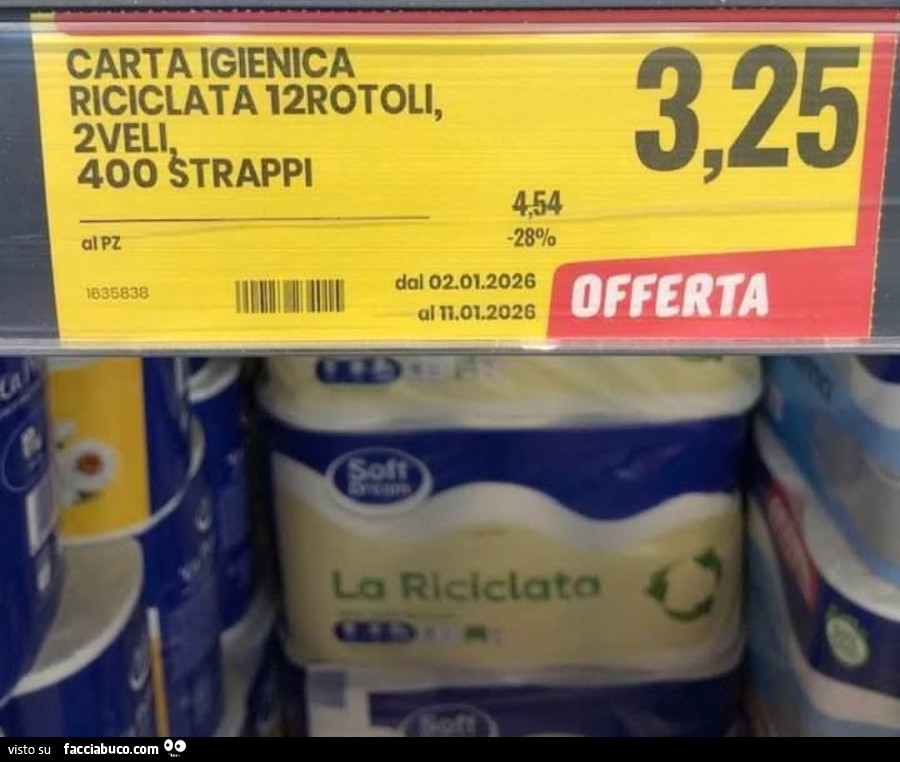 CARTA IGIENICA
RICICLATA 12ROTOLI,
2VELI,
400 STRAPPI
3,25
4,54
-28%
al PZ
1635838
dal 02.01.2026
al 11.01.2026
OFFERTA
Soft
Dream
La Riciclata
Soft
visto su facciabuco.com